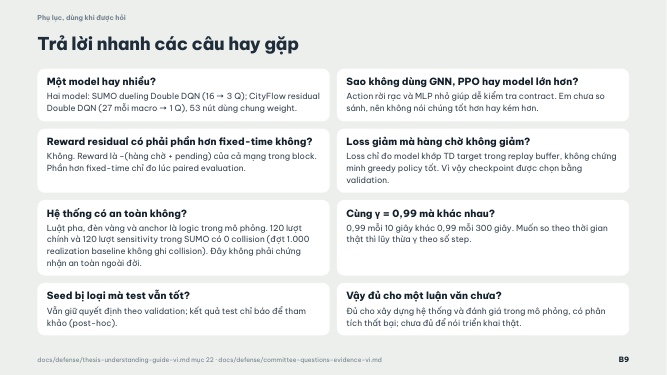 Phụ lục, dùng khi được hỏi
Trả lời nhanh các câu hay gặp
Một model hay nhiều?
Hai model: SUMO dueling Double DQN (16 → 3 Q); CityFlow residual
Double DQN (27 mỗi macro → 1 Q), 53 nút dùng chung weight.
Sao không dùng GNN, PPO hay model lớn hơn?
Action rời rạc và MLP nhỏ giúp dễ kiểm tra contract. Em chưa so
sánh, nên không nói chúng tốt hơn hay kém hơn.
Reward residual có phải phần hơn fixed-time không?
Không. Reward là −(hàng chờ + pending) của cả mạng trong block.
Phần hơn fixed-time chỉ đo lúc paired evaluation.
Loss giảm mà hàng chờ không giảm?
Loss chỉ đo model khớp TD target trong replay buffer, không chứng
minh greedy policy tốt. Vì vậy checkpoint được chọn bằng
validation.
Hệ thống có an toàn không?
Luật pha, đèn vàng và anchor là logic trong mô phỏng. 120 lượt
chính và 120 lượt sensitivity trong SUMO có 0 collision (đợt 1.000
realization baseline không ghi collision). Đây không phải chứng
nhận an toàn ngoài đời.
Cùng γ = 0,99 mà khác nhau?
0,99 mỗi 10 giây khác 0,99 mỗi 300 giây. Muốn so theo thời gian
thật thì lũy thừa γ theo số step.
Seed bị loại mà test vẫn tốt?
Vẫn giữ quyết định theo validation; kết quả test chỉ báo để tham
khảo (post-hoc).
Vậy đủ cho một luận văn chưa?
Đủ cho xây dựng hệ thống và đánh giá trong mô phỏng, có phân
tích thất bại; chưa đủ để nói triển khai thật.
docs/defense/thesis-understanding-guide-vi.md mục 22 · docs/defense/committee-questions-evidence-vi.md
B9